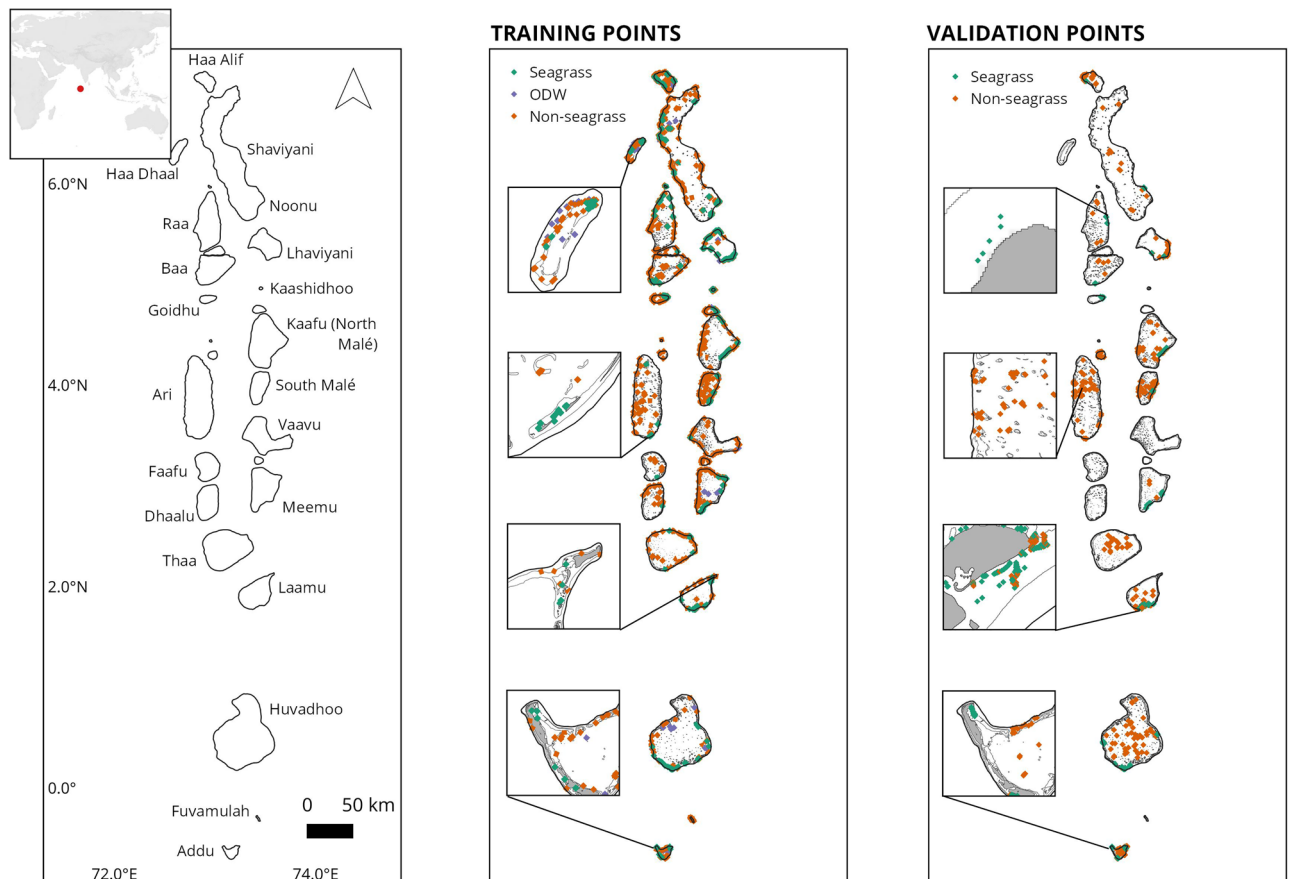 TRAINING POINTS
VALIDATION POINTS
Haa Alif
Shaviyani
Haa Dhaal
6.0°N
Noonu
Raa
Lhaviyani
Baa
Kaashidhoo
Goidhu
Kaafu (North
Malé)
4.0°N
South Malé
Ari
Vaavu
Faafu
Meemu
Dhaalu
Thaa
2.0°N
Laamu
Huvadhoo
0.0°
0 50 km
Fuvamulah
Addu
72.0°E
74.0°E
Seagrass
ODW
Non-seagrass
Seagrass
Non-seagrass